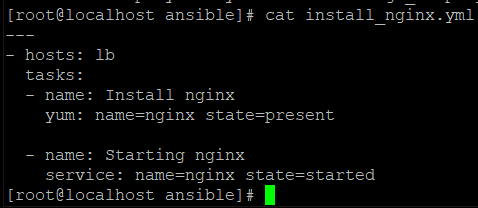 [root@localhost ansible]# cat install_nginx.yml
---
- hosts: lb
  tasks:
  - name: Install nginx
    yum: name=nginx state=present

  - name: Starting nginx
    service: name=nginx state=started
[root@localhost ansible]#